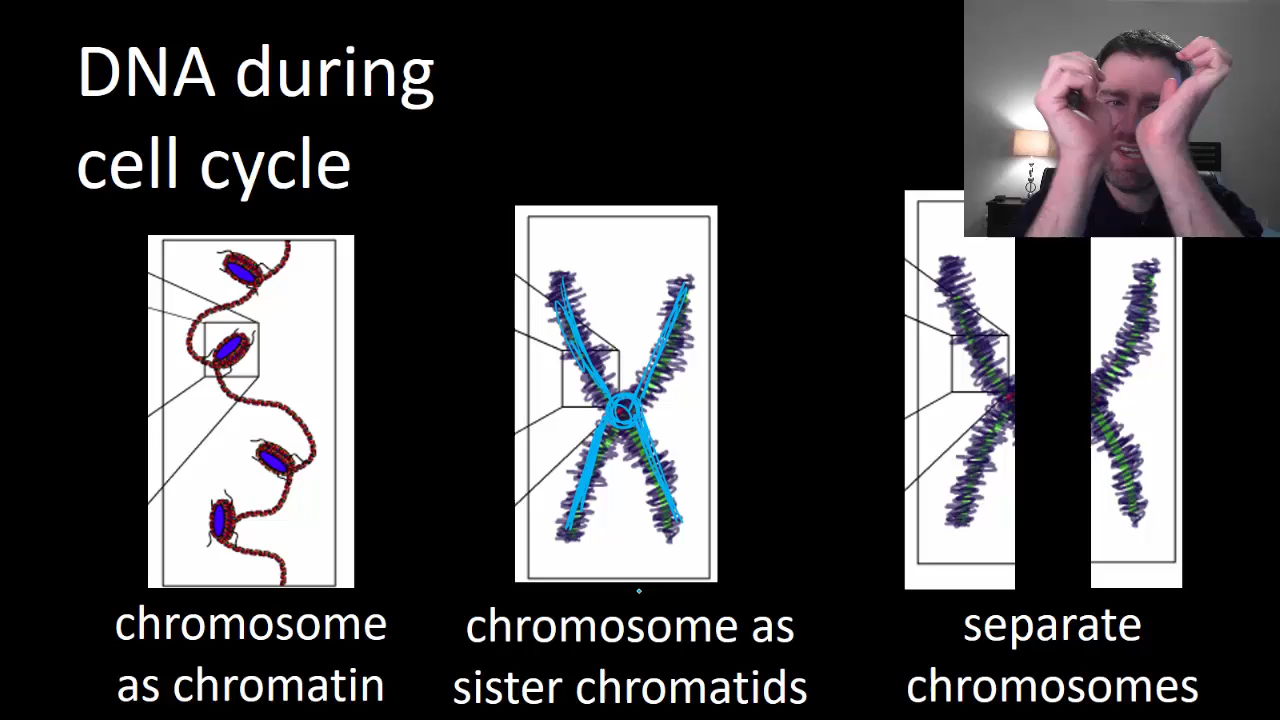 DNA during
cell cycle
chromosome
as chromatin
chromosome as
sister chromatids
separate
chromosomes